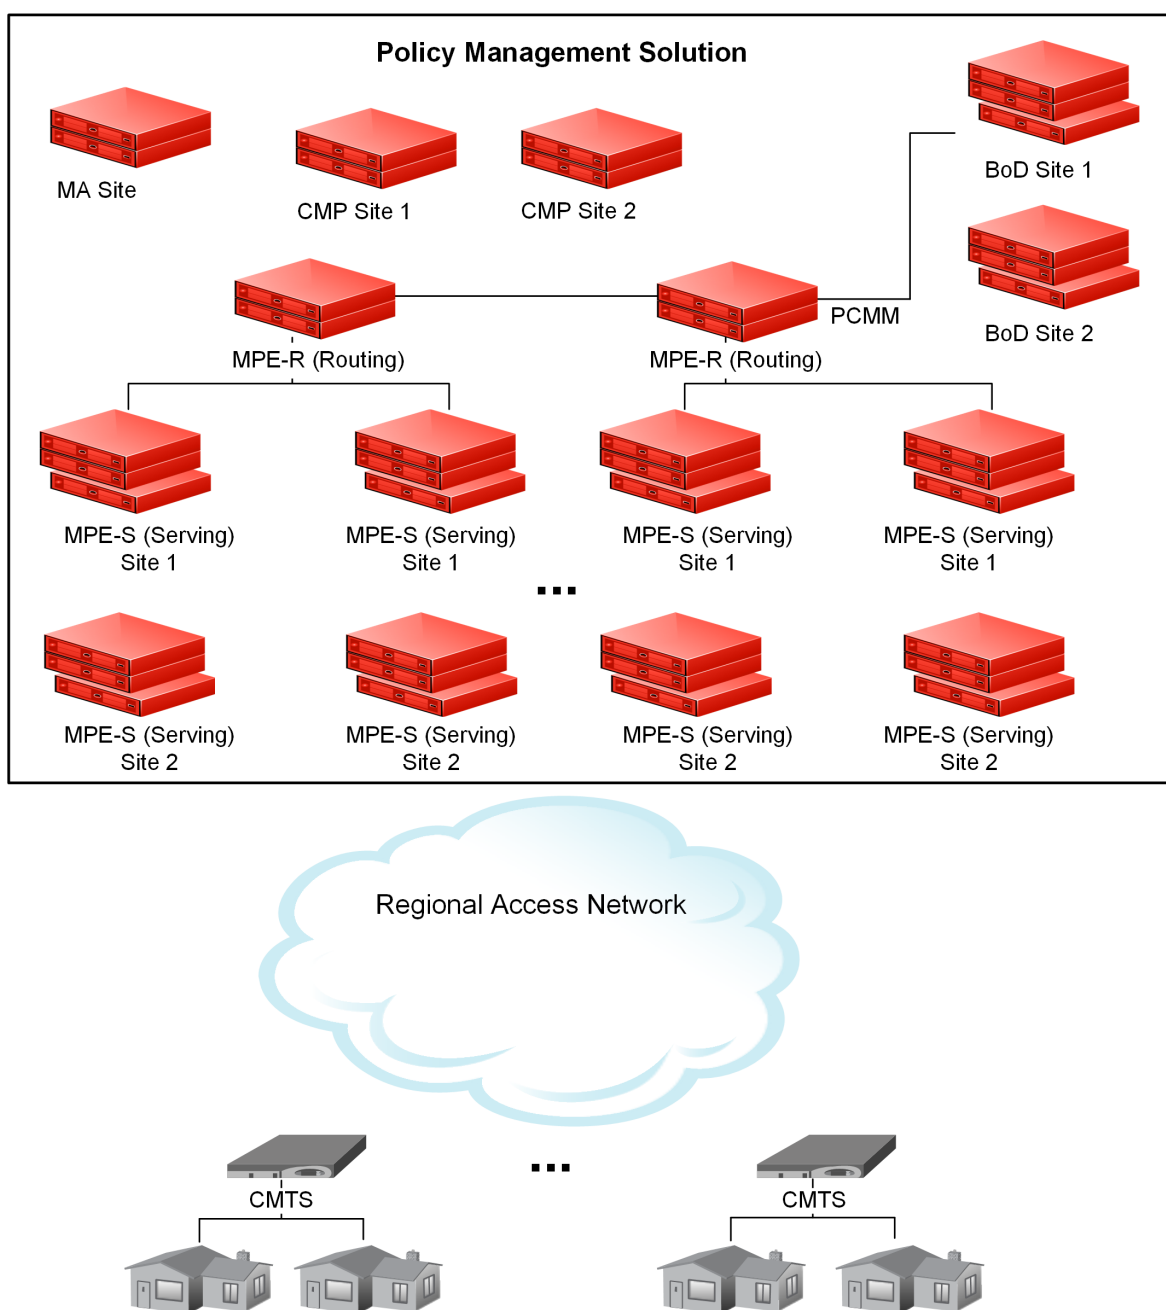 Policy Management Solution
MA Site
CMP Site 1
CMP Site 2
BoD Site 1
BoD Site 2
PCMM
MPE-R (Routing)
MPE-R (Routing)
MPE-S (Serving)
Site 1
MPE-S (Serving)
Site 1
MPE-S (Serving)
Site 1
MPE-S (Serving)
Site 1
...
MPE-S (Serving)
Site 2
MPE-S (Serving)
Site 2
MPE-S (Serving)
Site 2
MPE-S (Serving)
Site 2
Regional Access Network
...
CMTS
CMTS